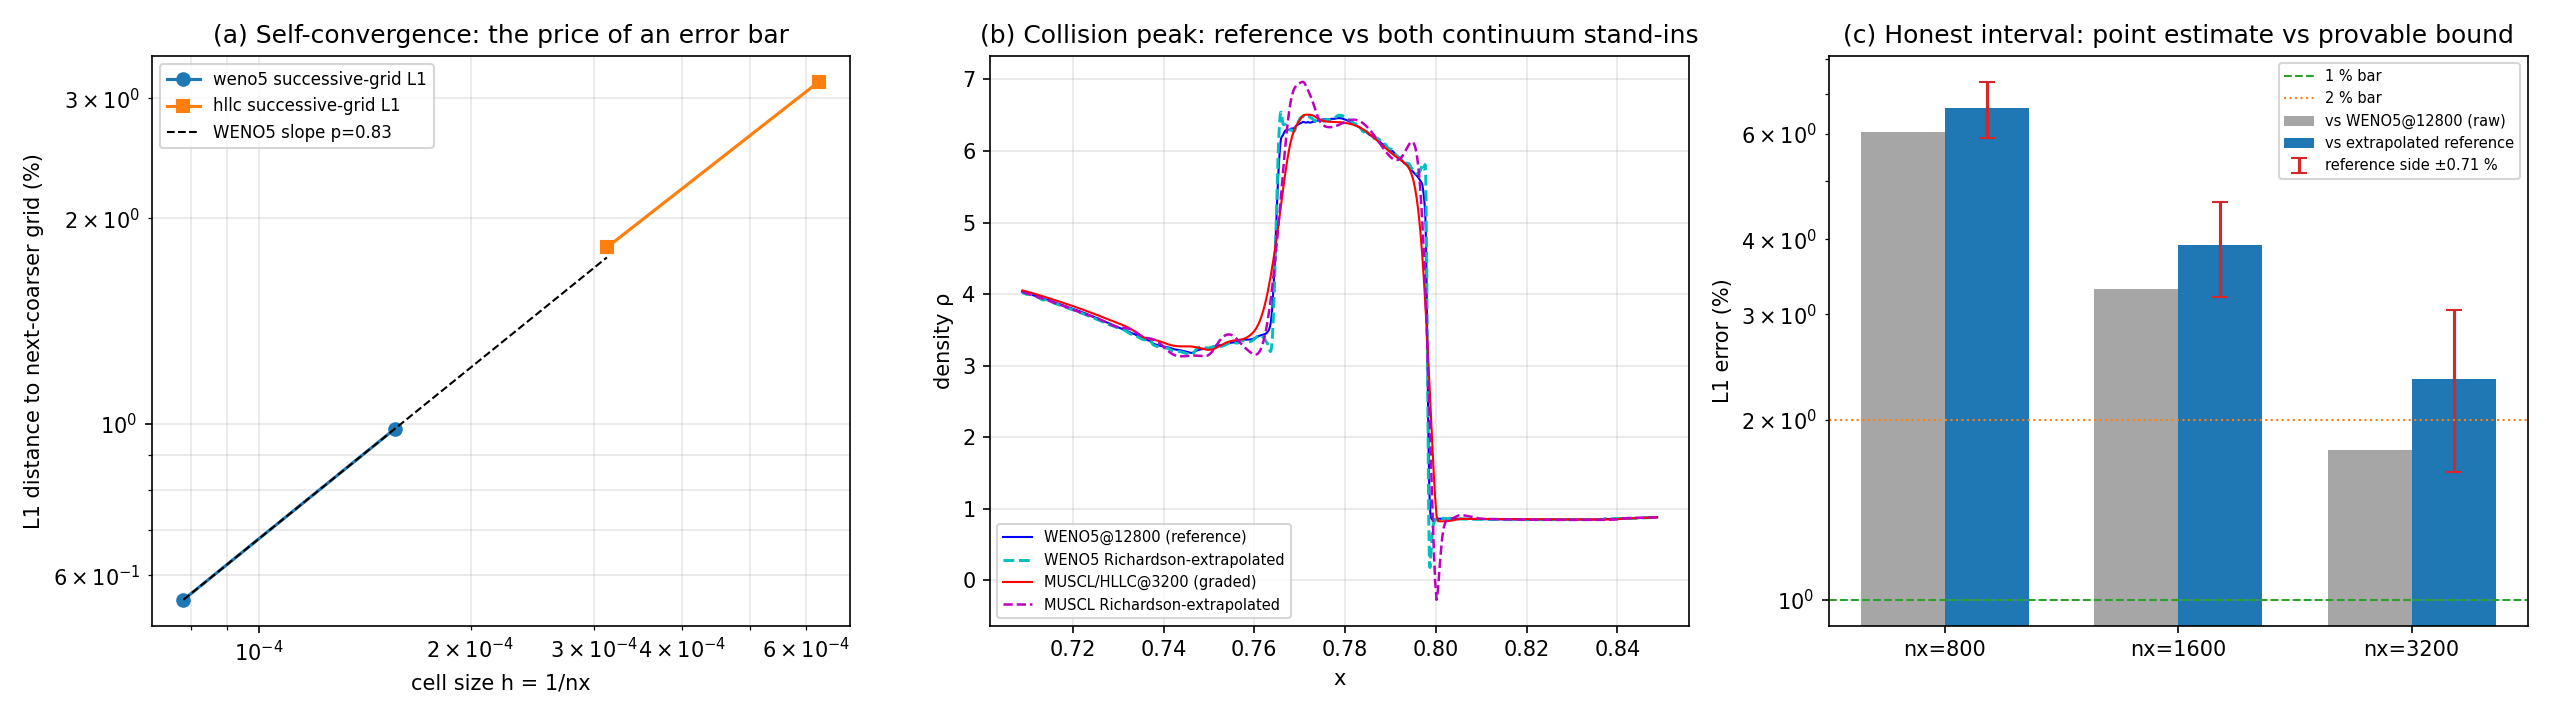 (a) Self-convergence: the price of an error bar
weno5 successive-grid L1
hllc successive-grid L1
WENO5 slope p=0.83
L1 distance to next-coarser grid (%)
3 × 10⁰
2 × 10⁰
10⁰
6 × 10⁻¹
10⁻⁴
2 × 10⁻⁴
3 × 10⁻⁴
4 × 10⁻⁴
6 × 10⁻⁴
cell size h = 1/nx
(b) Collision peak: reference vs both continuum stand-ins
density ρ
7
6
5
4
3
2
1
0
WENO5@12800 (reference)
WENO5 Richardson-extrapolated
MUSCL/HLLC@3200 (graded)
MUSCL Richardson-extrapolated
0.72
0.74
0.76
0.78
0.80
0.82
0.84
x
(c) Honest interval: point estimate vs provable bound
1 % bar
2 % bar
vs WENO5@12800 (raw)
vs extrapolated reference
reference side ±0.71 %
L1 error (%)
6 × 10⁰
4 × 10⁰
3 × 10⁰
2 × 10⁰
10⁰
nx=800
nx=1600
nx=3200